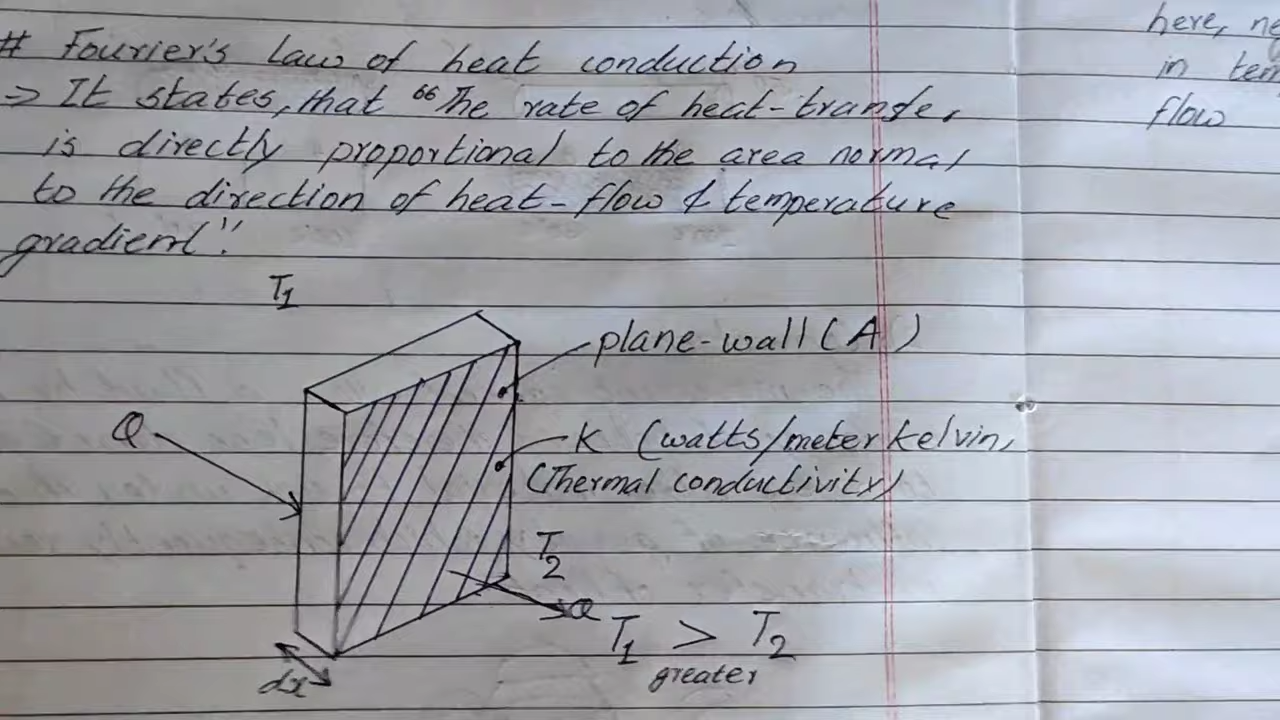 # Fourier's Law of heat conduction
⇒ It states, that "The rate of heat-transfer
is directly proportional to the area normal
to the direction of heat-flow & temperature
gradient".
T1
plane-wall (A)
Q
K (watts/meter kelvin)
(Thermal conductivity)
T2
Q
T1 > T2
greater
dx
here,
in
flow